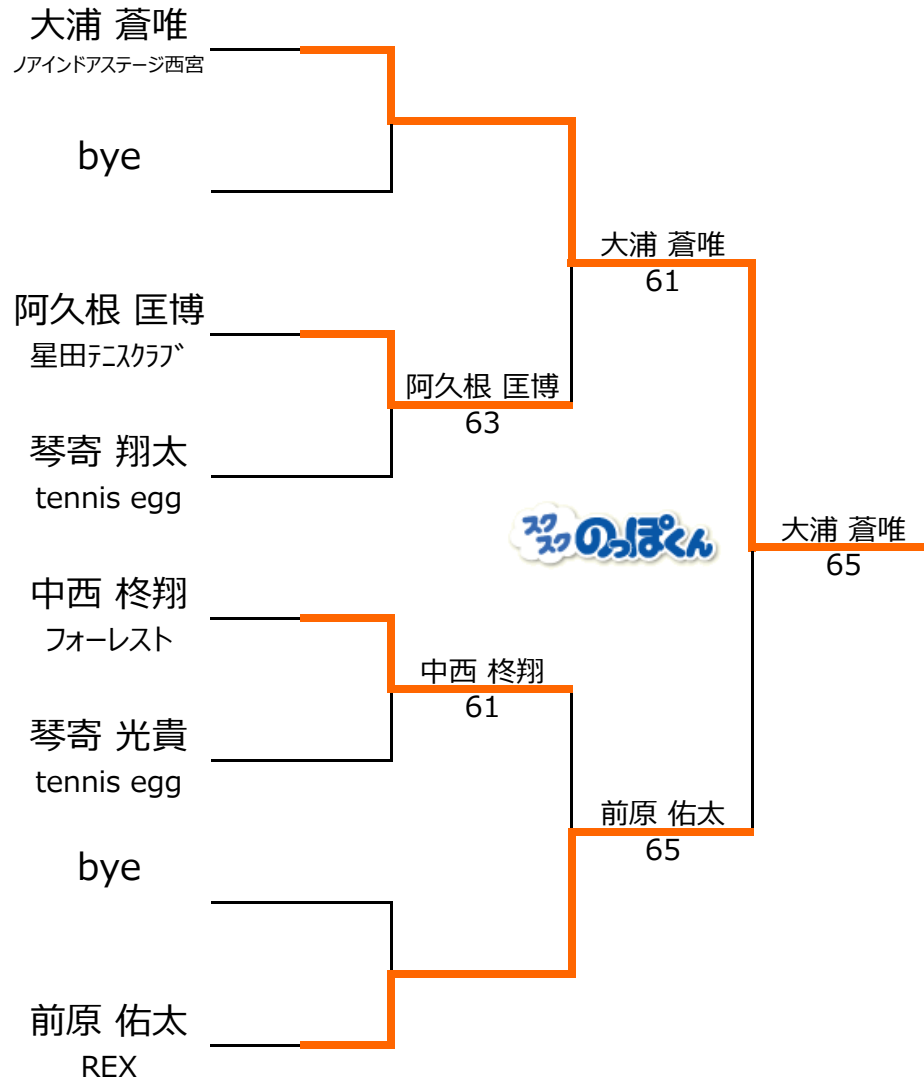 大浦 蒼唯
ノアインドアステージ西宮
bye
大浦 蒼唯
61
阿久根 匡博
星田テニスクラブ
阿久根 匡博
63
琴寄 翔太
tennis egg
スク
スク のっぽくん
大浦 蒼唯
65
中西 柊翔
フォーレスト
中西 柊翔
61
琴寄 光貴
tennis egg
前原 佑太
65
bye
前原 佑太
REX